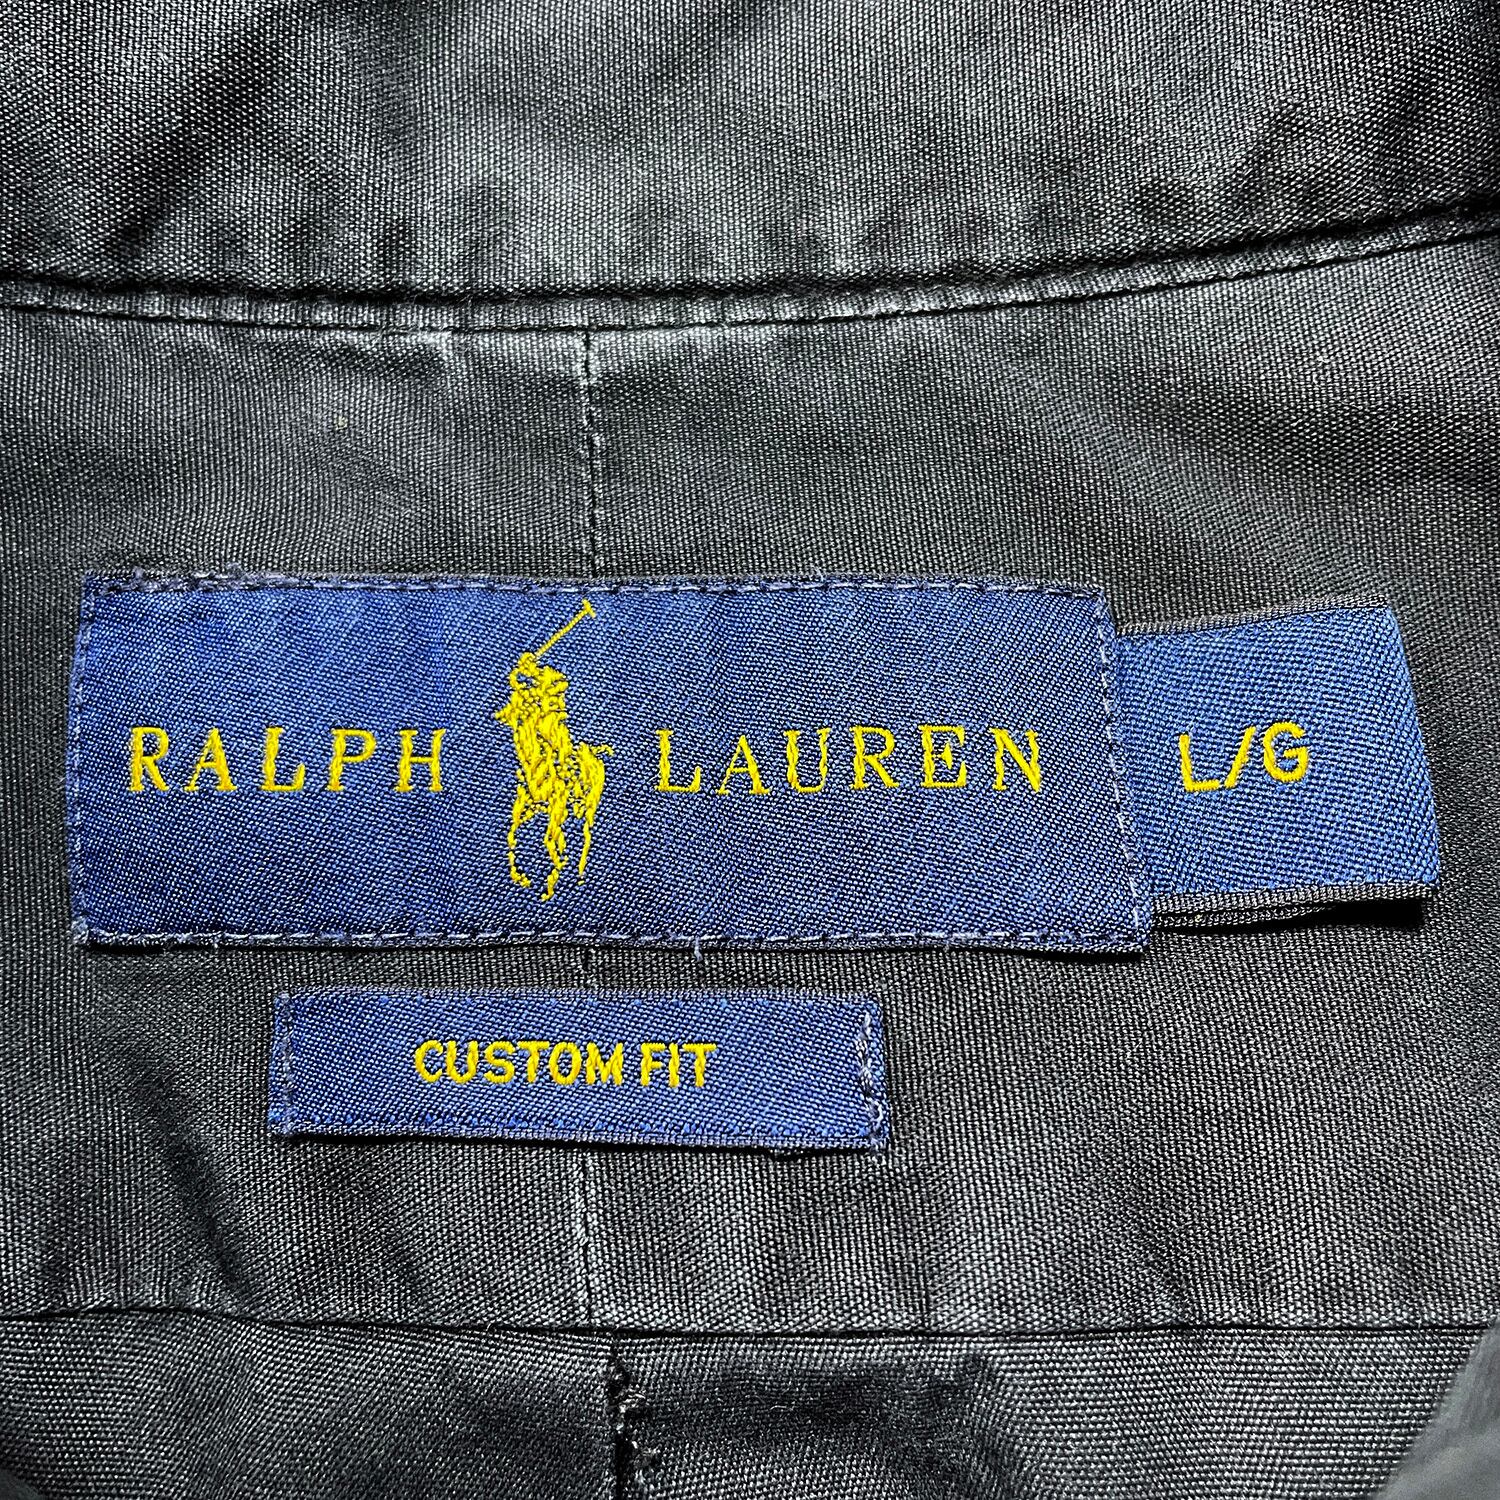 RALPH LAUREN L/G
CUSTOM FIT